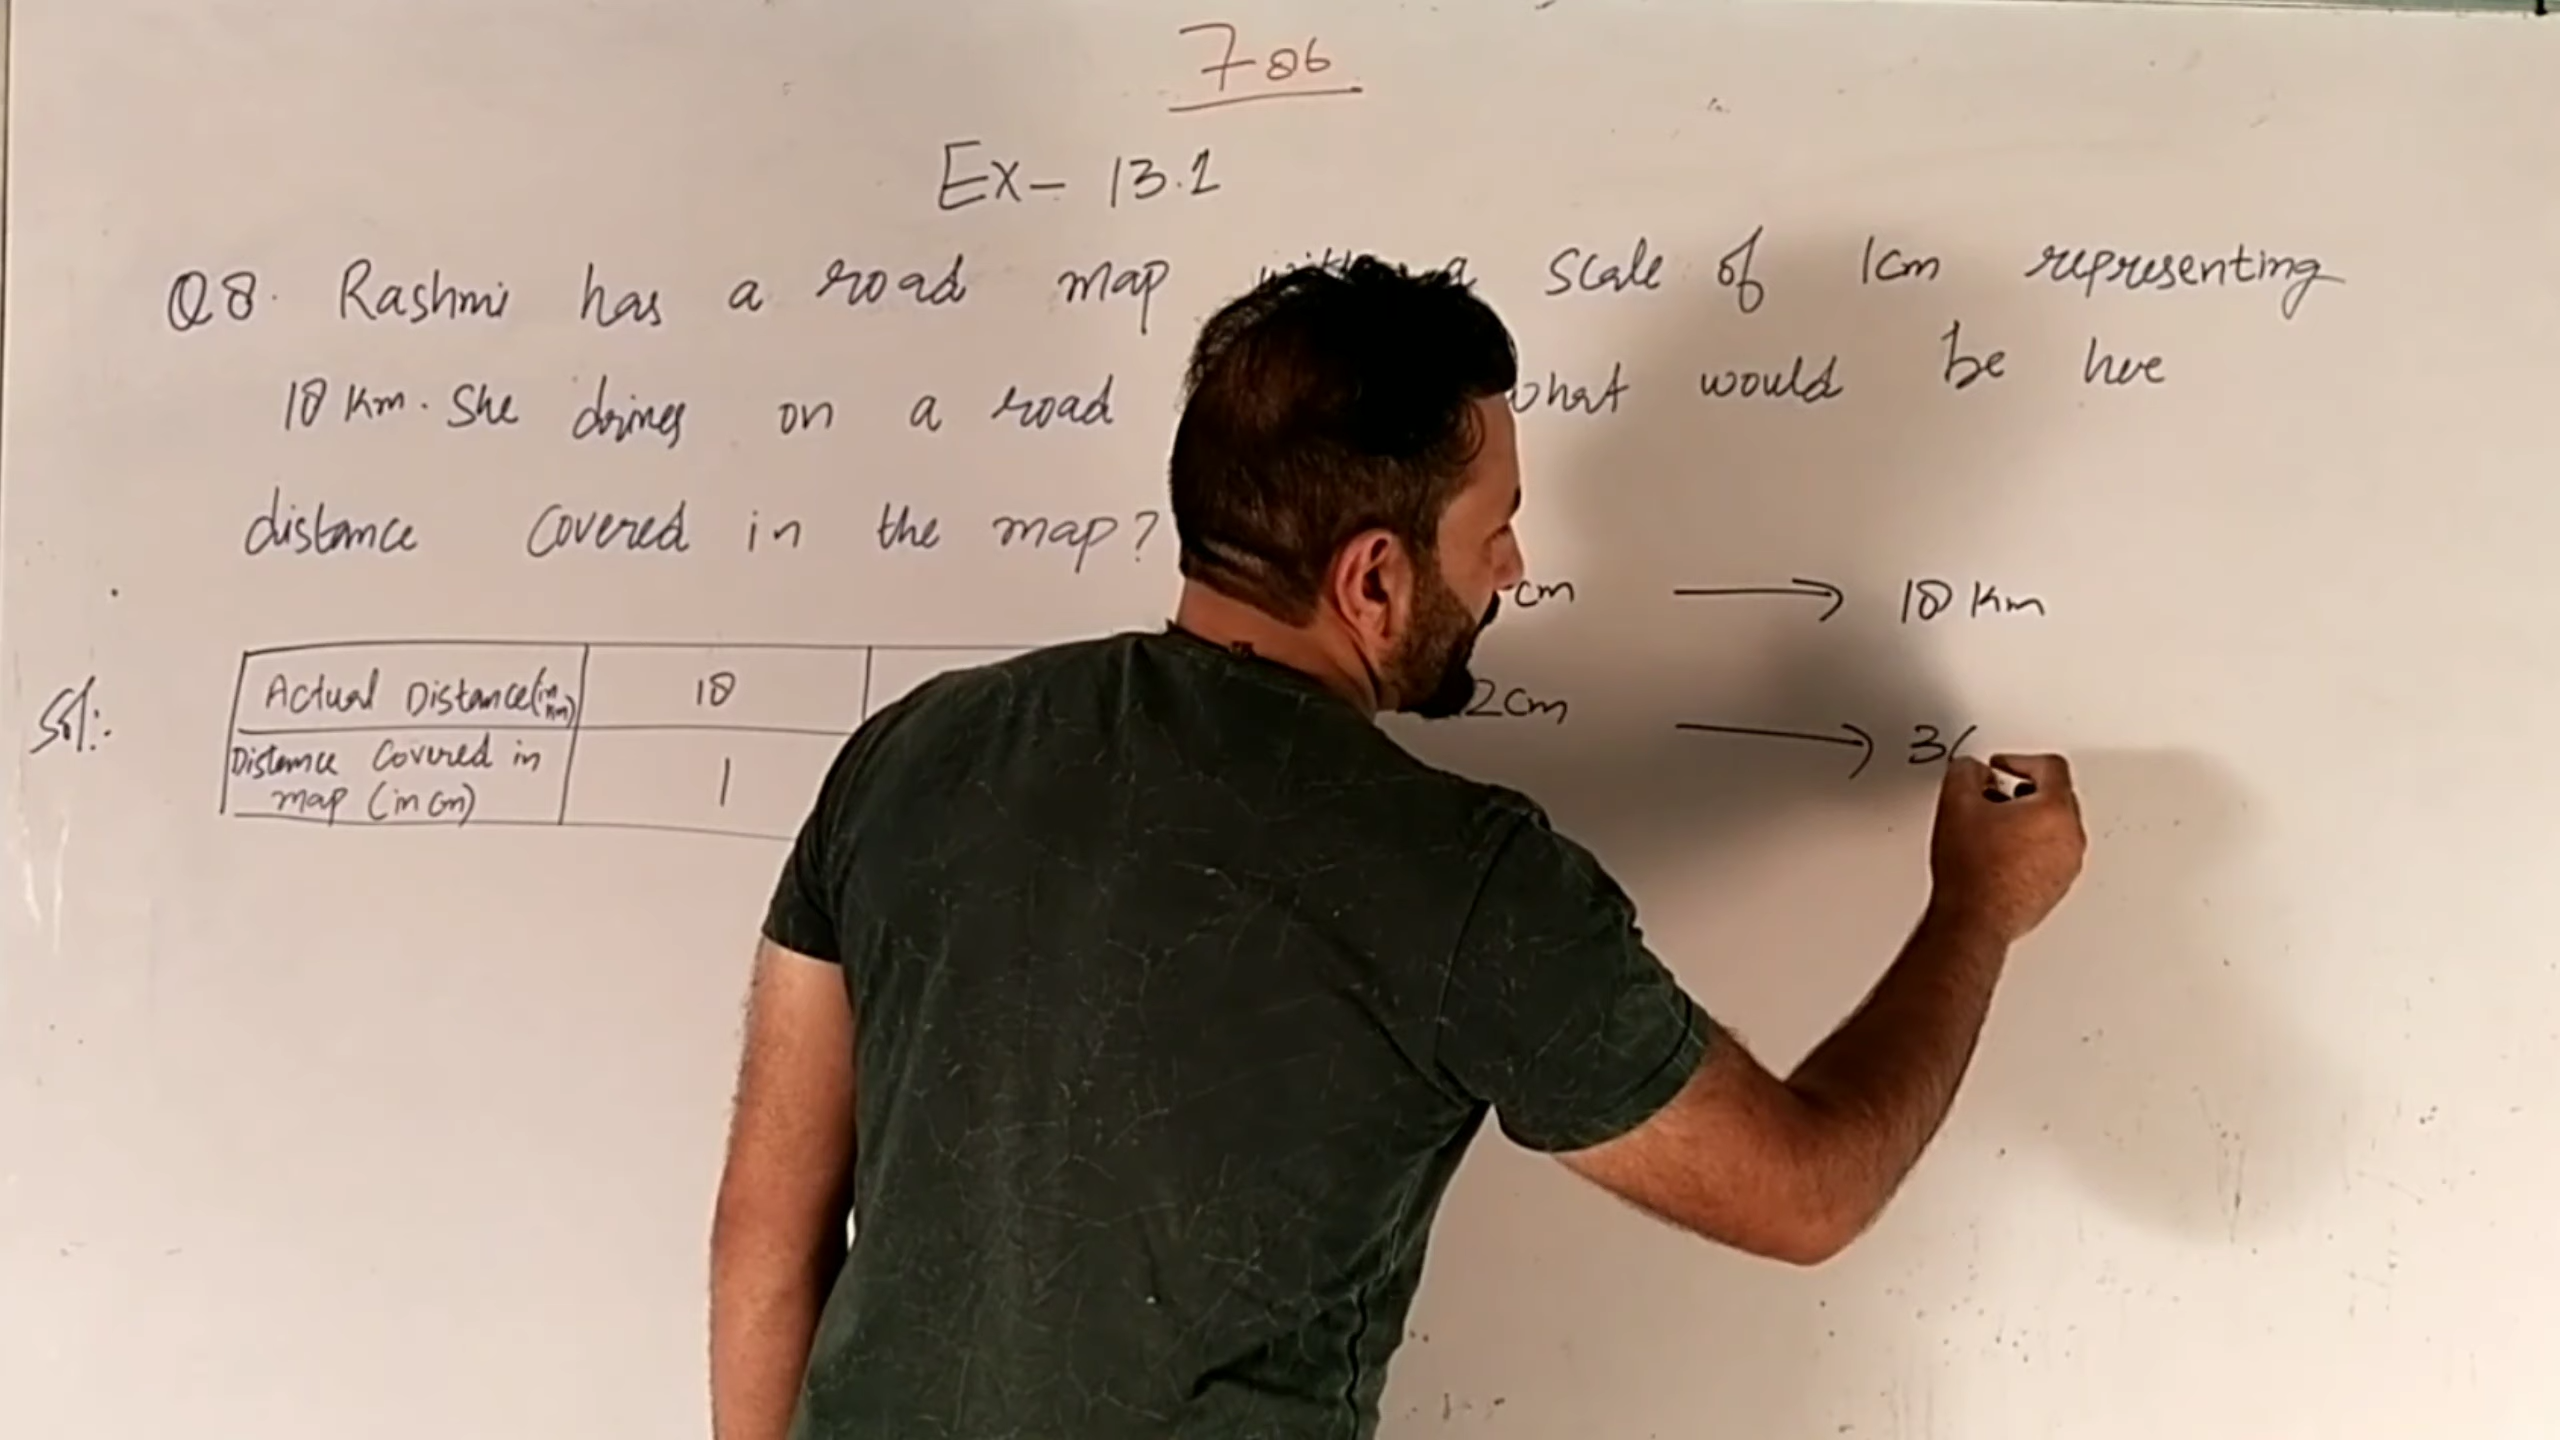 786
Ex- 13.1
Q8. Rashmi has a road map with a scale of 1cm representing
18 Km. She drives on a road what would be her
distance covered in the map?
cm → 18 Km
2cm → 36
Sol:
Actual Distance (in Km) 18
Distance Covered in
map (in cm) 1